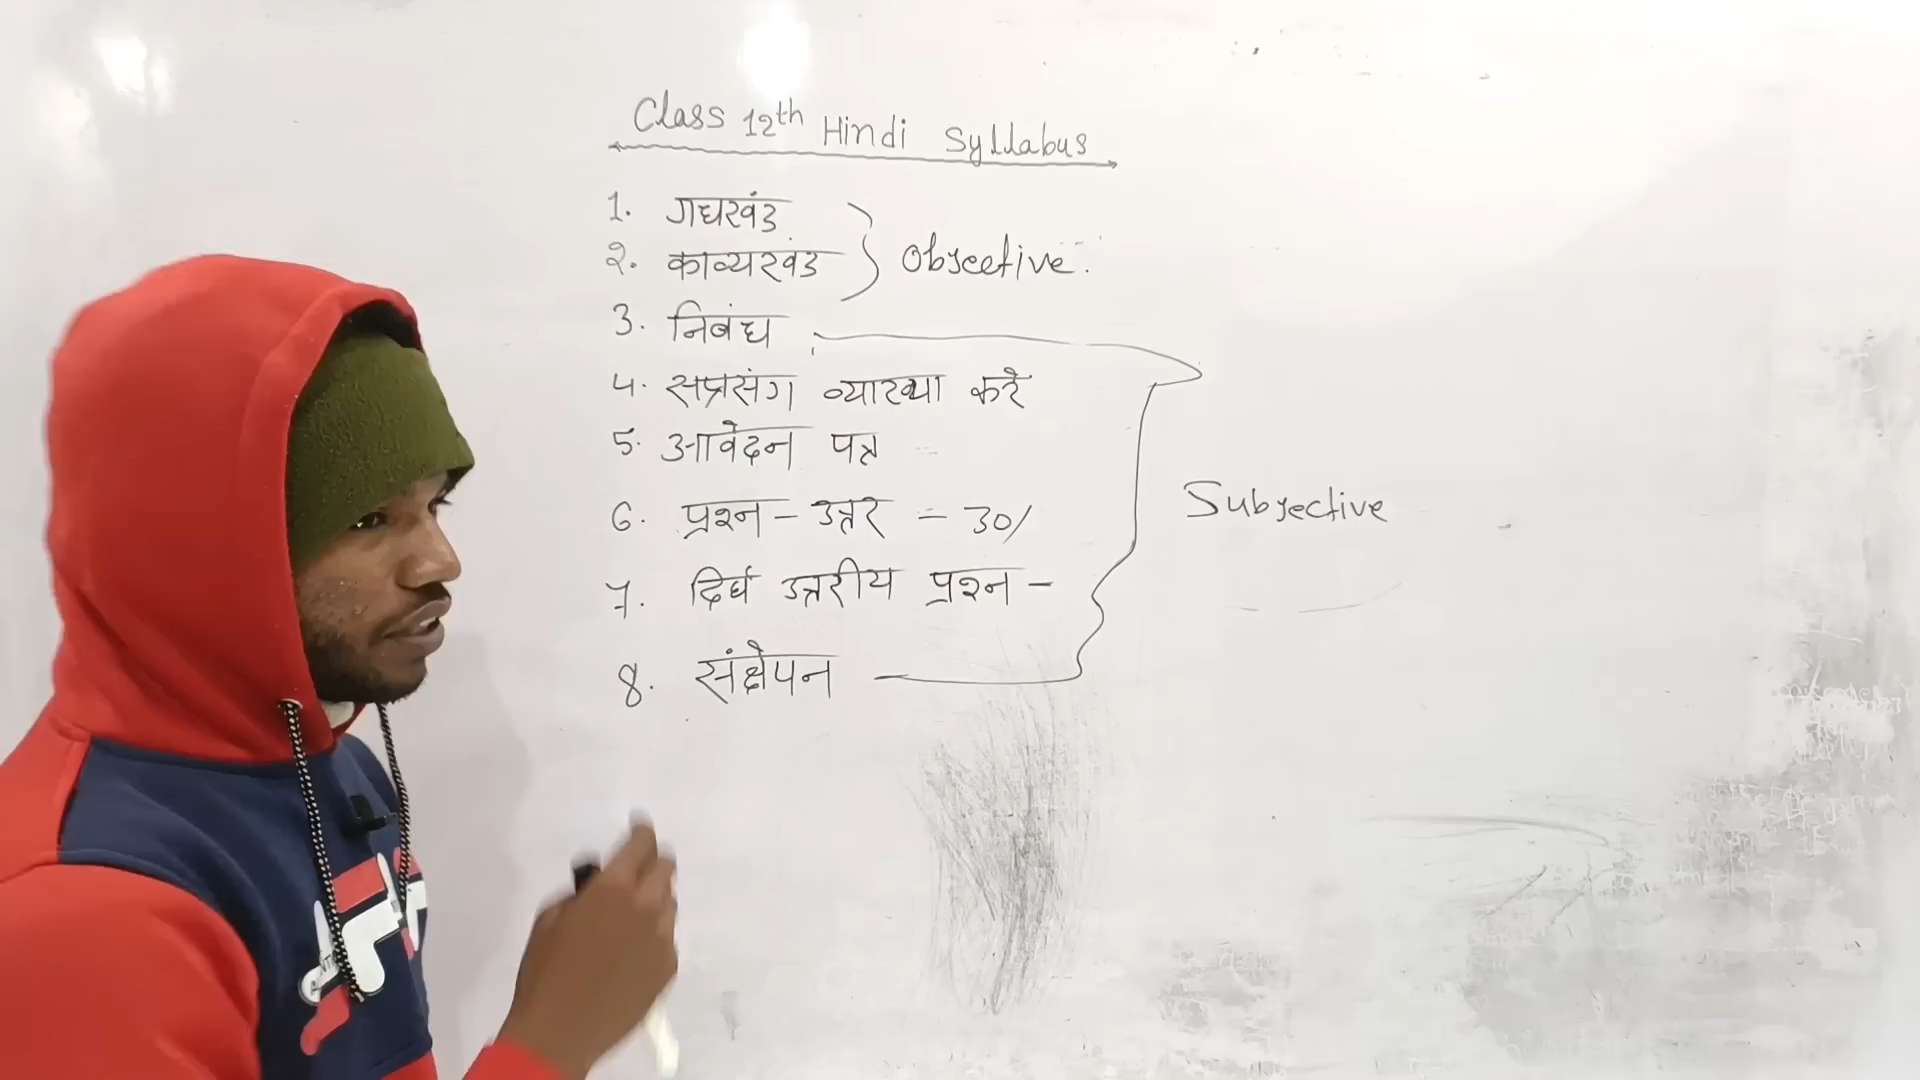 Class 12th Hindi Syllabus
1. गद्यखंड
2. काव्यखंड
Objective.
3. निबंध
4. सप्रसंग व्याख्या करे
5. आवेदन पत्र
6. प्रश्न - उत्तर - 30/
7. दिर्घ उत्तरीय प्रश्न -
8. संक्षेपन
Subjective